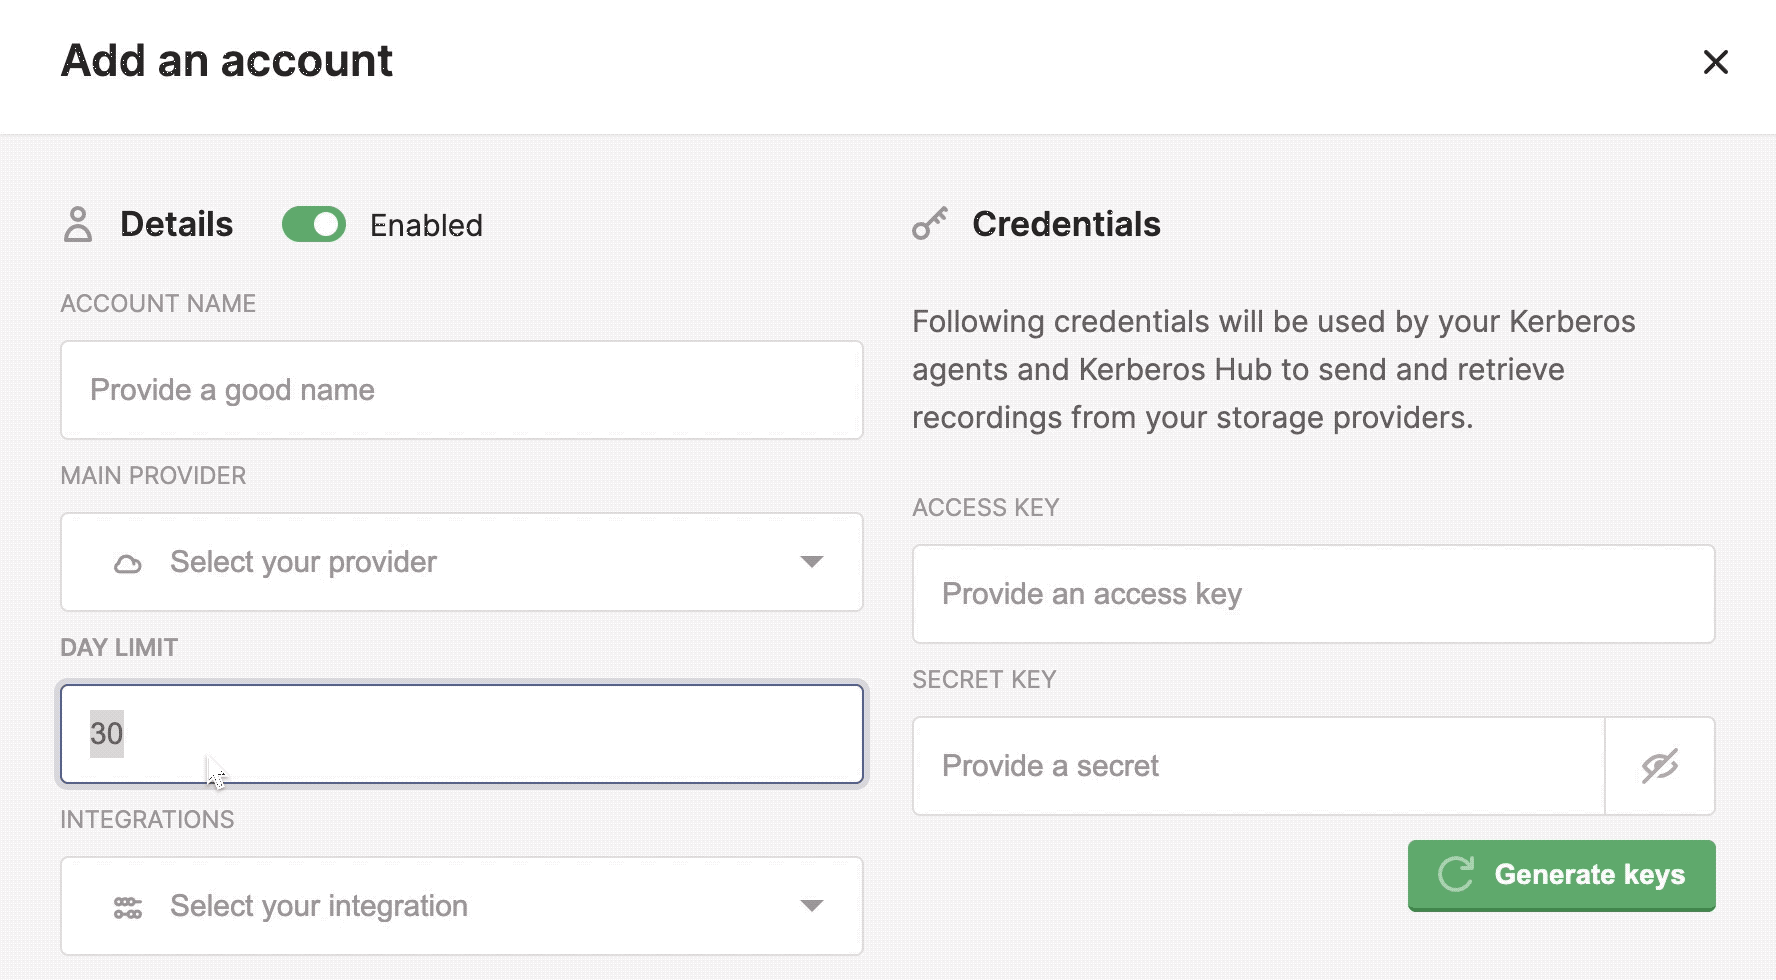 Add an account
Details
Enabled
ACCOUNT NAME
Provide a good name
MAIN PROVIDER
Select your provider
DAY LIMIT
30
INTEGRATIONS
Select your integration
Credentials
Following credentials will be used by your Kerberos
agents and Kerberos Hub to send and retrieve
recordings from your storage providers.
ACCESS KEY
Provide an access key
SECRET KEY
Provide a secret
Generate keys